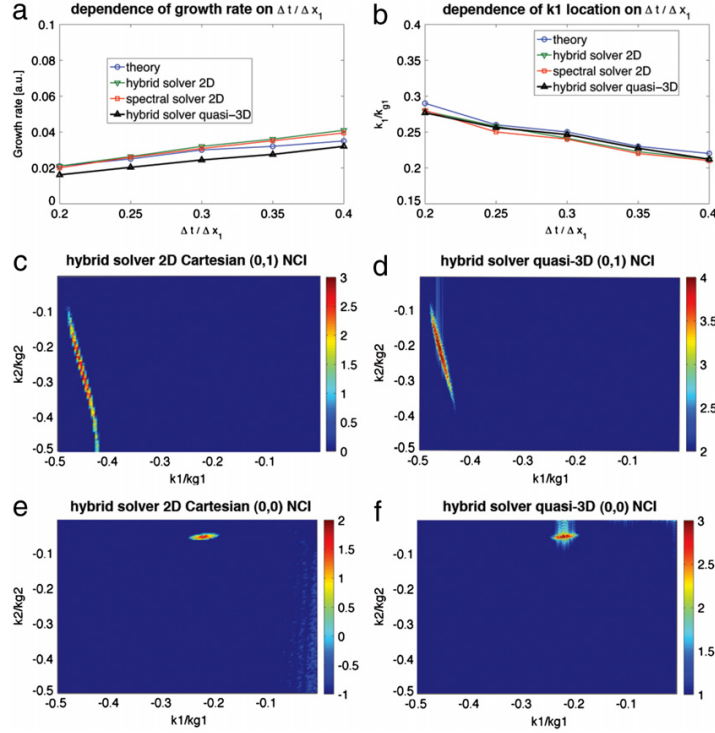 a
dependence of growth rate on Δ t / Δ x₁
0.1
0.08
0.06
0.04
0.02
0
Growth rate [a.u.]
theory
hybrid solver 2D
spectral solver 2D
hybrid solver quasi-3D
0.2 0.25 0.3 0.35 0.4
Δ t / Δ x₁
b
dependence of k1 location on Δ t / Δ x₁
0.4
0.35
0.3
0.25
0.2
0.15
k₁/kg1
theory
hybrid solver 2D
spectral solver 2D
hybrid solver quasi-3D
0.2 0.25 0.3 0.35 0.4
Δ t / Δ x₁
c
hybrid solver 2D Cartesian (0,1) NCI
-0.1
-0.2
-0.3
-0.4
-0.5
k2/kg2
-0.5 -0.4 -0.3 -0.2 -0.1
k1/kg1
3
2.5
2
1.5
1
0.5
0
d
hybrid solver quasi-3D (0,1) NCI
-0.1
-0.2
-0.3
-0.4
-0.5
k2/kg2
-0.5 -0.4 -0.3 -0.2 -0.1
k1/kg1
4
3.5
3
2.5
2
e
hybrid solver 2D Cartesian (0,0) NCI
-0.1
-0.2
-0.3
-0.4
-0.5
k2/kg2
-0.5 -0.4 -0.3 -0.2 -0.1
k1/kg1
2
1.5
1
0.5
0
-0.5
-1
f
hybrid solver quasi-3D (0,0) NCI
-0.1
-0.2
-0.3
-0.4
-0.5
k2/kg2
-0.5 -0.4 -0.3 -0.2 -0.1
k1/kg1
3
2.5
2
1.5
1